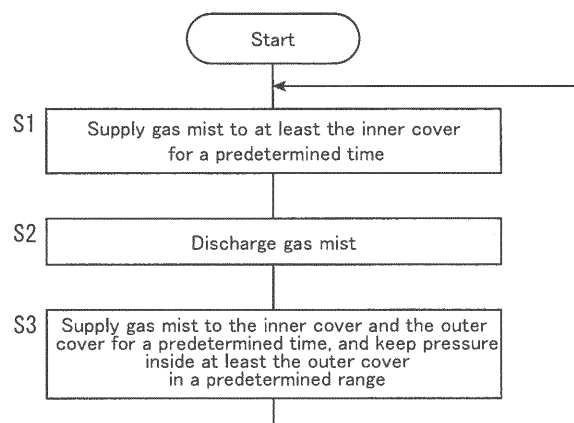 Start
S1
Supply gas mist to at least the inner cover
for a predetermined time
S2
Discharge gas mist
S3
Supply gas mist to the inner cover and the outer
cover for a predetermined time, and keep pressure
inside at least the outer cover
in a predetermined range